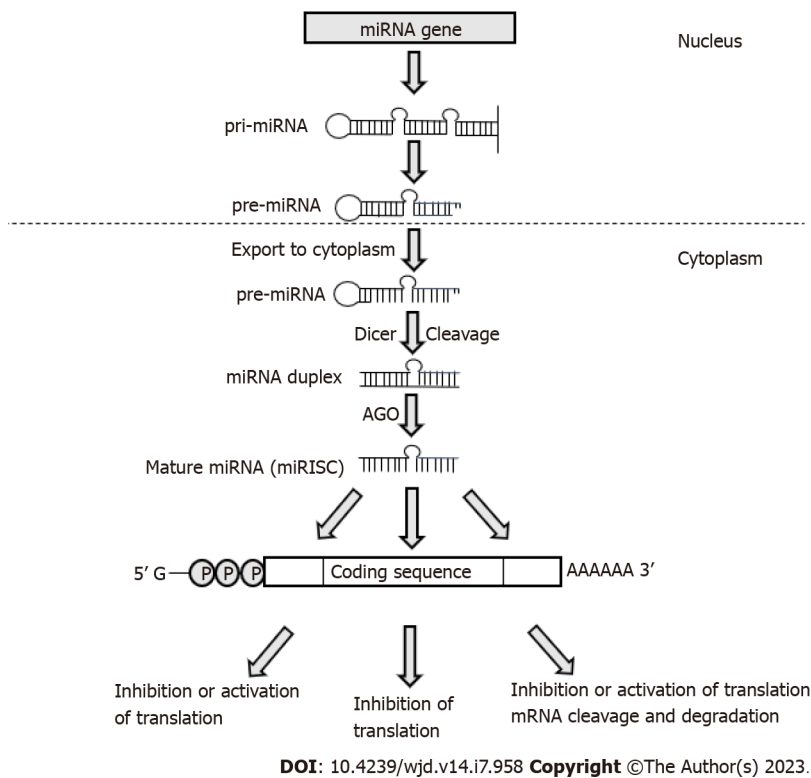 miRNA gene
Nucleus
pri-miRNA
pre-miRNA
Export to cytoplasm
Cytoplasm
pre-miRNA
Dicer Cleavage
miRNA duplex
AGO
Mature miRNA (miRISC)
5′ G P P P Coding sequence AAAAAA 3′
Inhibition or activation
of translation
Inhibition of
translation
Inhibition or activation of translation
mRNA cleavage and degradation
DOI: 10.4239/wjd.v14.i7.958 Copyright ©The Author(s) 2023.